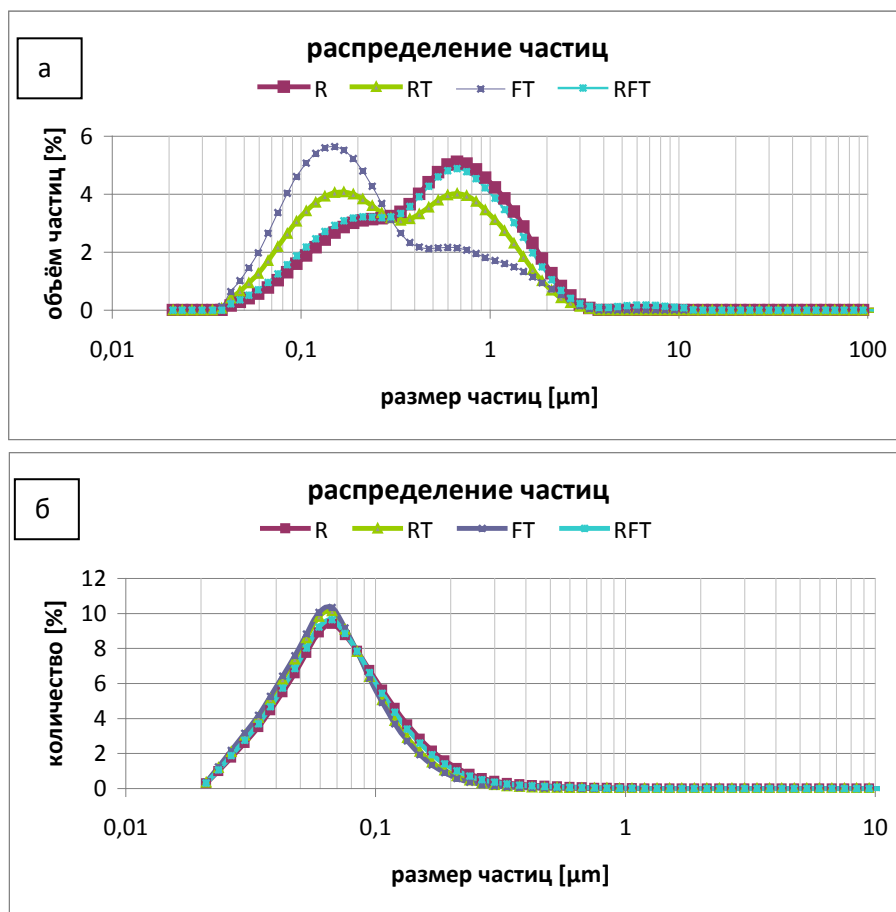 а
распределение частиц
R RT FT RFT
объём частиц [%]
6
4
2
0
0,01 0,1 1 10 100
размер частиц [µm]
б
распределение частиц
R RT FT RFT
количество [%]
12
10
8
6
4
2
0
0,01 0,1 1 10
размер частиц [µm]